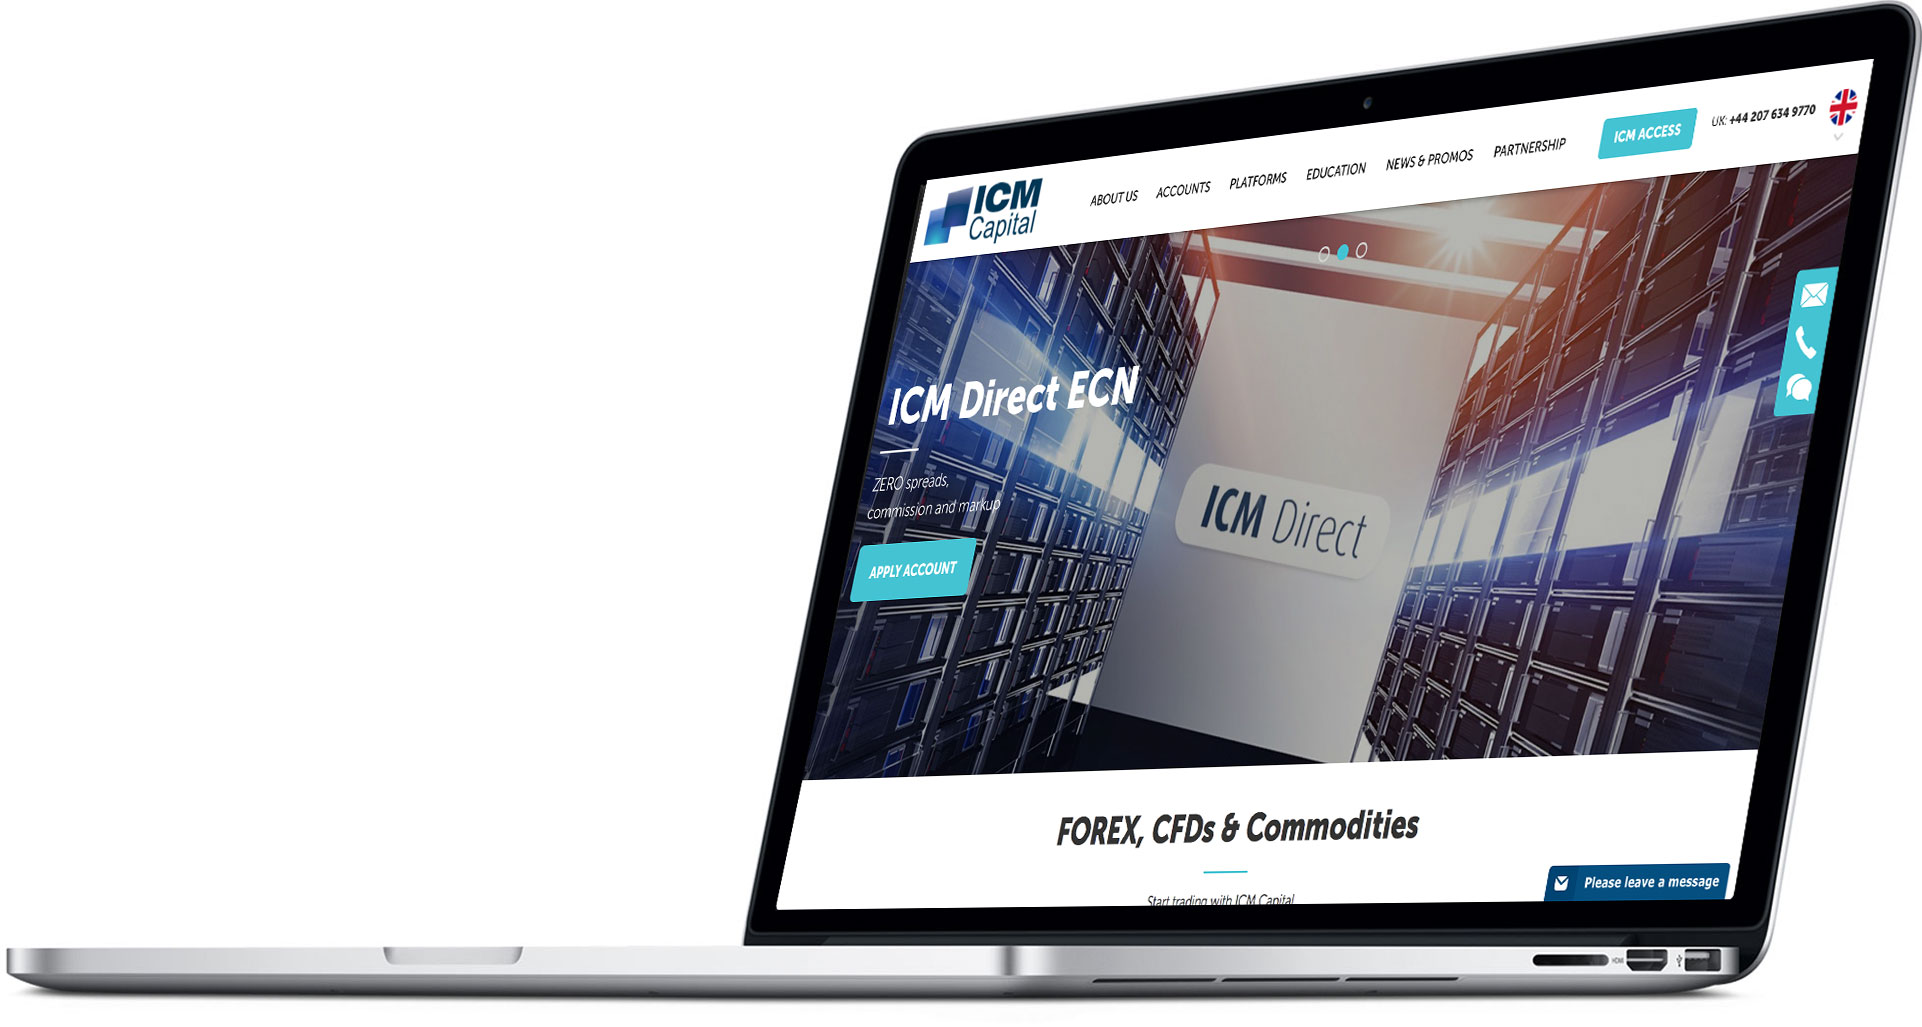 ICM
Capital
ABOUT US
ACCOUNTS
PLATFORMS
EDUCATION
NEWS & PROMOS
PARTNERSHIP
ICM ACCESS
UK: +44 207 634 9770
ICM Direct ECN
ZERO spreads,
commission and markup
APPLY ACCOUNT
ICM Direct
FOREX, CFDs & Commodities
Start trading with ICM Capital
Please leave a message
HDMI